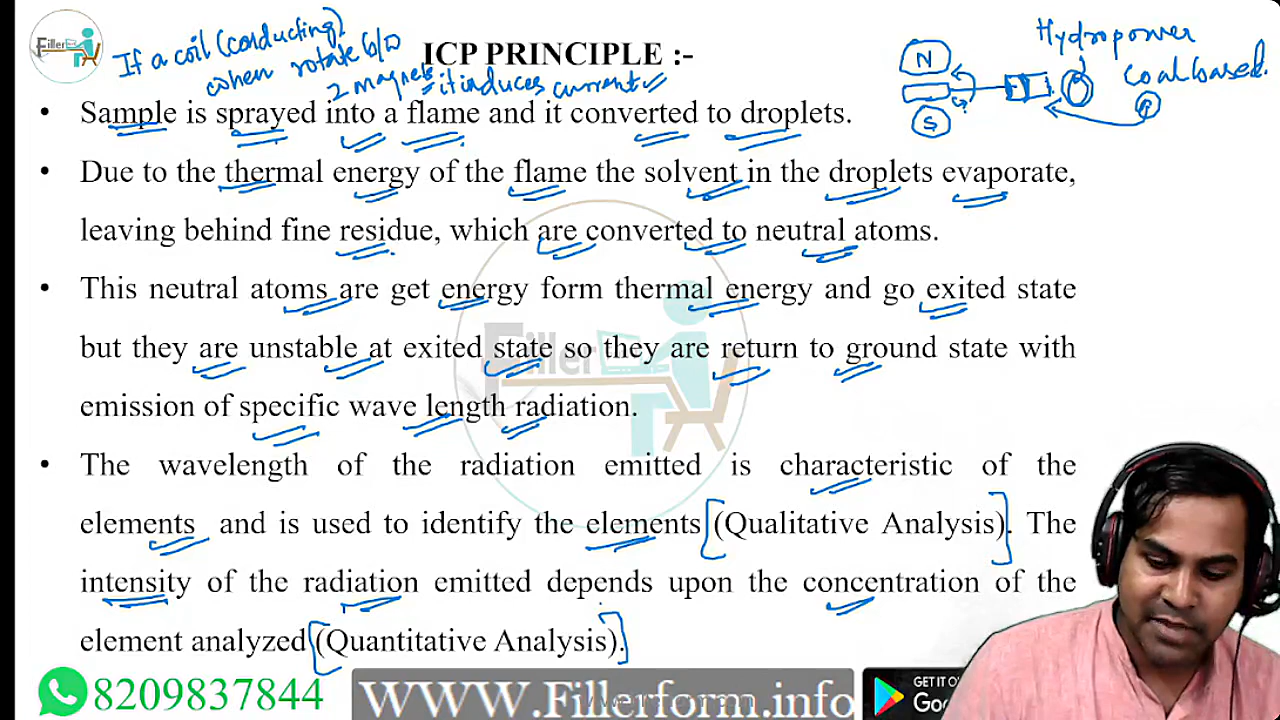 Filler
If a coil (conducting)
when rotate b/w
2 magnets it induces current
ICP PRINCIPLE :-
N
S
Hydropower
coal based.
• Sample is sprayed into a flame and it converted to droplets.
• Due to the thermal energy of the flame the solvent in the droplets evaporate,
leaving behind fine residue, which are converted to neutral atoms.
• This neutral atoms are get energy form thermal energy and go exited state
but they are unstable at exited state so they are return to ground state with
emission of specific wave length radiation.
• The wavelength of the radiation emitted is characteristic of the
elements and is used to identify the elements (Qualitative Analysis). The
intensity of the radiation emitted depends upon the concentration of the
element analyzed (Quantitative Analysis).
Filler
8209837844
WWW.Fillerform.info
GET IT O
Goo